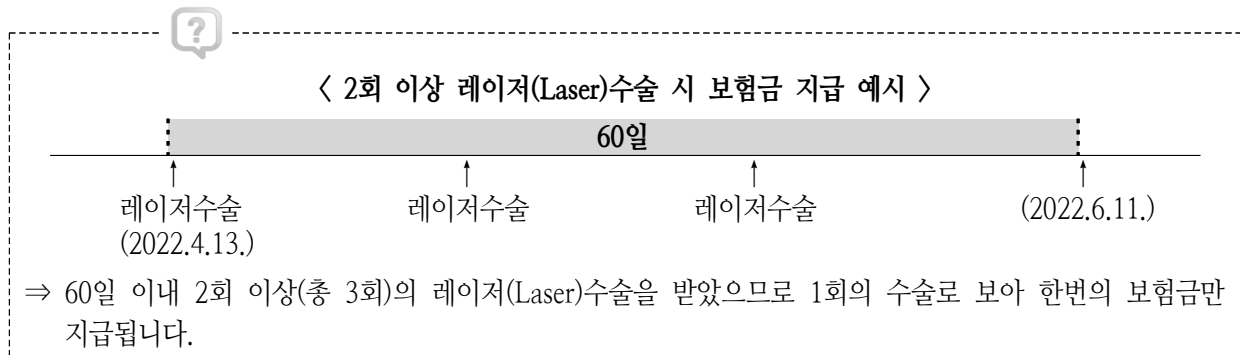 ?
〈 2회 이상 레이저(Laser)수술 시 보험금 지급 예시 〉
60일
레이저수술 레이저수술 레이저수술 (2022.6.11.)
(2022.4.13.)
⇒ 60일 이내 2회 이상(총 3회)의 레이저(Laser)수술을 받았으므로 1회의 수술로 보아 한번의 보험금만
지급됩니다.